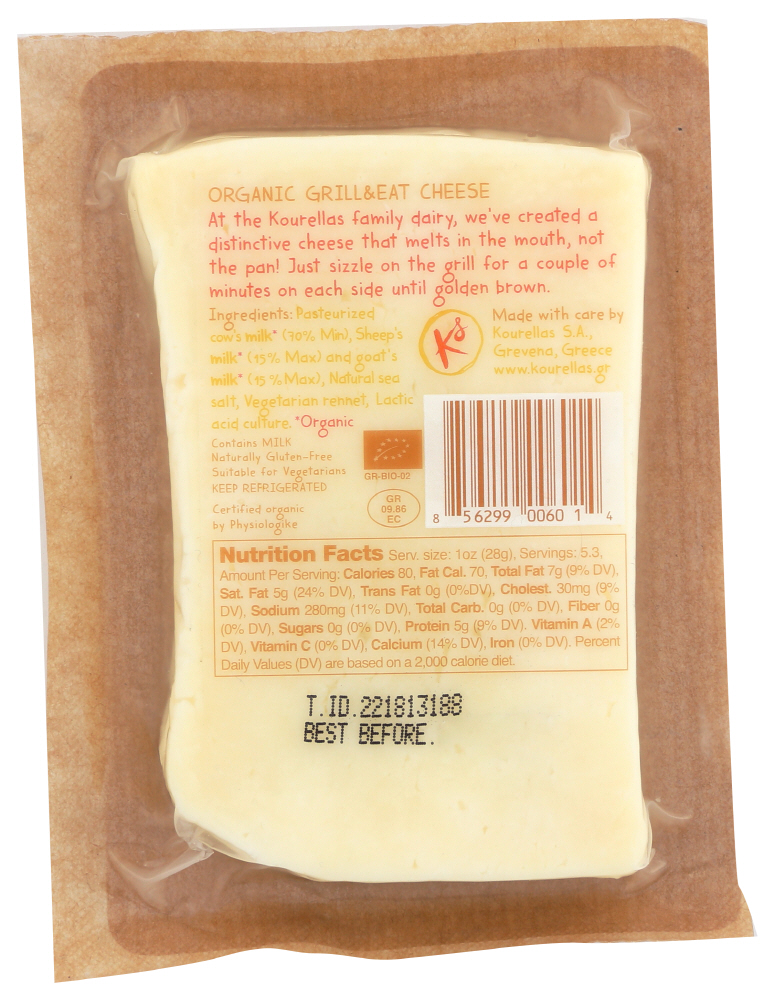 ORGANIC GRILL&EAT CHEESE
At the Kourellas family dairy, we've created a
distinctive cheese that melts in the mouth, not
the pan! Just sizzle on the grill for a couple of
minutes on each side until golden brown.
Ingredients: Pasteurized
cow's milk* (70% Min), Sheep's
milk* (15% Max) and goat's
milk* (15 % Max), Natural sea
salt, Vegetarian rennet, Lactic
acid culture. *Organic
Contains MILK
Naturally Gluten-Free
Suitable for Vegetarians
KEEP REFRIGERATED
Certified organic
by Physiologike
Ks
Made with care by
Kourellas S.A.,
Grevena, Greece
www.kourellas.gr
GR-BIO-02
GR
09.86
EC
8 56299 0060 1 4
Nutrition Facts Serv. size: 1oz (28g), Servings: 5.3,
Amount Per Serving: Calories 80, Fat Cal. 70, Total Fat 7g (9% DV),
Sat. Fat 5g (24% DV), Trans Fat 0g (0%DV), Cholest. 30mg (9%
DV), Sodium 280mg (11% DV), Total Carb. 0g (0% DV), Fiber 0g
(0% DV), Sugars 0g (0% DV), Protein 5g (9% DV). Vitamin A (2%
DV), Vitamin C (0% DV), Calcium (14% DV), Iron (0% DV). Percent
Daily Values (DV) are based on a 2,000 calorie diet.
T.ID.221813188
BEST BEFORE.